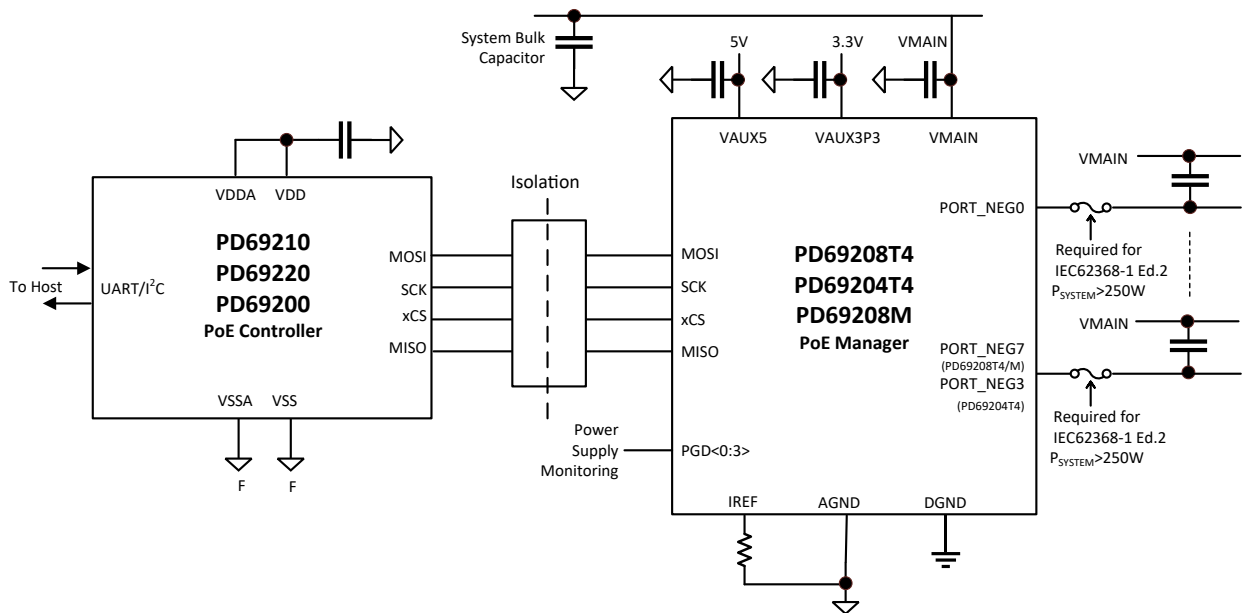 System Bulk
Capacitor
5V
3.3V
VMAIN
VAUX5
VAUX3P3
VMAIN
VDDA
VDD
Isolation
VMAIN
PORT_NEG0
PD69210
PD69220
PD69200
PoE Controller
MOSI
SCK
xCS
MISO
To Host
UART/I²C
MOSI
SCK
xCS
MISO
PD69208T4
PD69204T4
PD69208M
PoE Manager
Required for
IEC62368-1 Ed.2
PSYSTEM>250W
VMAIN
PORT_NEG7
(PD69208T4/M)
PORT_NEG3
(PD69204T4)
Required for
IEC62368-1 Ed.2
PSYSTEM>250W
VSSA
VSS
F
F
Power
Supply
Monitoring
PGD<0:3>
IREF
AGND
DGND